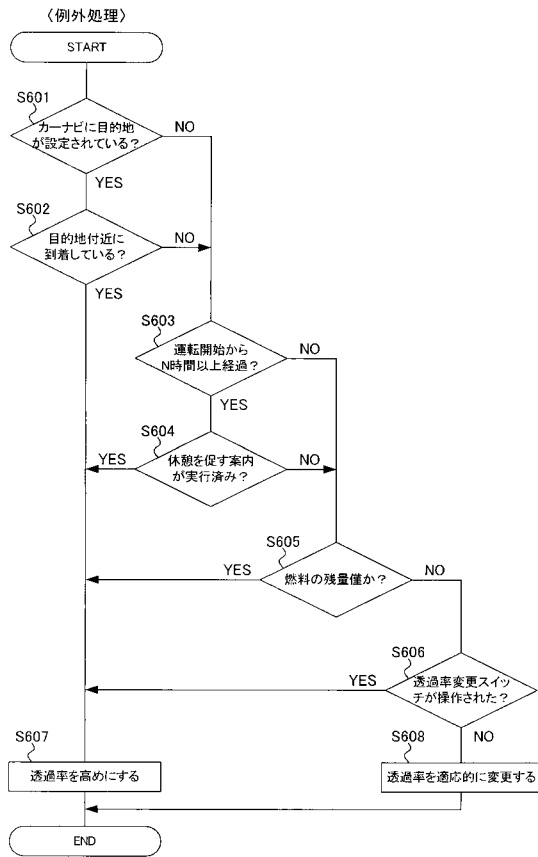 〈例外処理〉
START
S601
カーナビに目的地
が設定されている?
NO
YES
S602
目的地付近に
到着している?
NO
YES
S603
運転開始から
N時間以上経過?
NO
YES
S604
休憩を促す案内
が実行済み?
YES
NO
S605
燃料の残量僅か?
YES
NO
S606
透過率変更スイッ
チが操作された?
YES
NO
S607
透過率を高めにする
S608
透過率を適応的に変更する
END